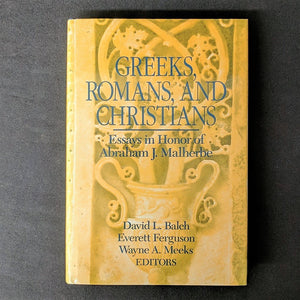 GREEKS,
ROMANS, AND
CHRISTIANS
Essays in Honor of
Abraham J. Malherbe
David L. Balch
Everett Ferguson
Wayne A. Meeks
EDITORS